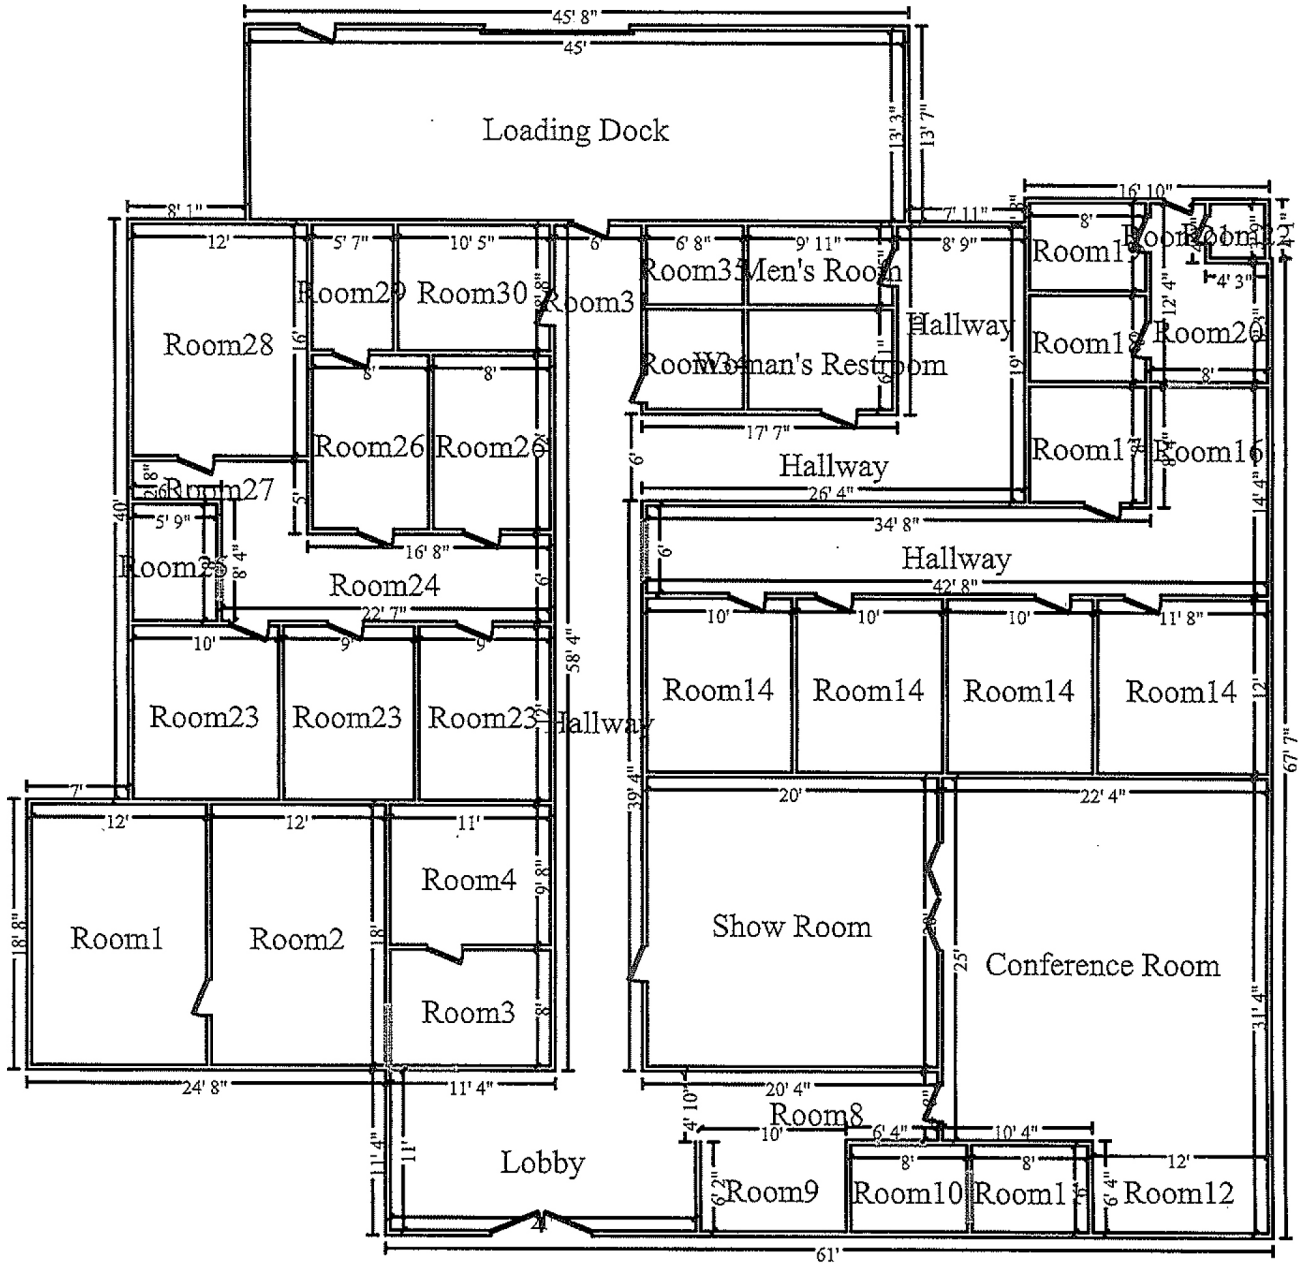 45' 8"
45'
Loading Dock
13' 3"
13' 7"
16' 10"
8' 1"
7' 11"
8'
12'
5' 7"
10' 5"
6'
6' 8"
9' 11"
8' 9"
Men's Room
4' 3"
Room29
Room30
Room3
12' 4"
Hallway
Room20
Room28
16'
Woman's Restroom
19'
8'
8'
8'
17' 7"
Room26
Hallway
Room16
6'
26' 4"
14' 4"
Room27
5'
40'
5' 9"
8' 4"
34' 8"
16' 8"
6'
Hallway
Room24
6'
42' 8"
22' 7"
10'
10'
10'
11' 8"
10'
9'
9'
58' 4"
Room14
Room14
Room14
Room14
12'
Room23
Room23
Room23
Hallway
67' 7"
7'
39' 4"
20'
22' 4"
12'
12'
11'
Room4
9' 8"
Show Room
18' 8"
Room1
Room2
18'
25'
Conference Room
Room3
8'
31' 4"
24' 8"
11' 4"
20' 4"
4' 10"
Room8
10'
6' 4"
10' 4"
11' 4"
11'
Lobby
8'
8'
12'
6' 2"
Room9
Room10
Room1
6' 4"
Room12
61'